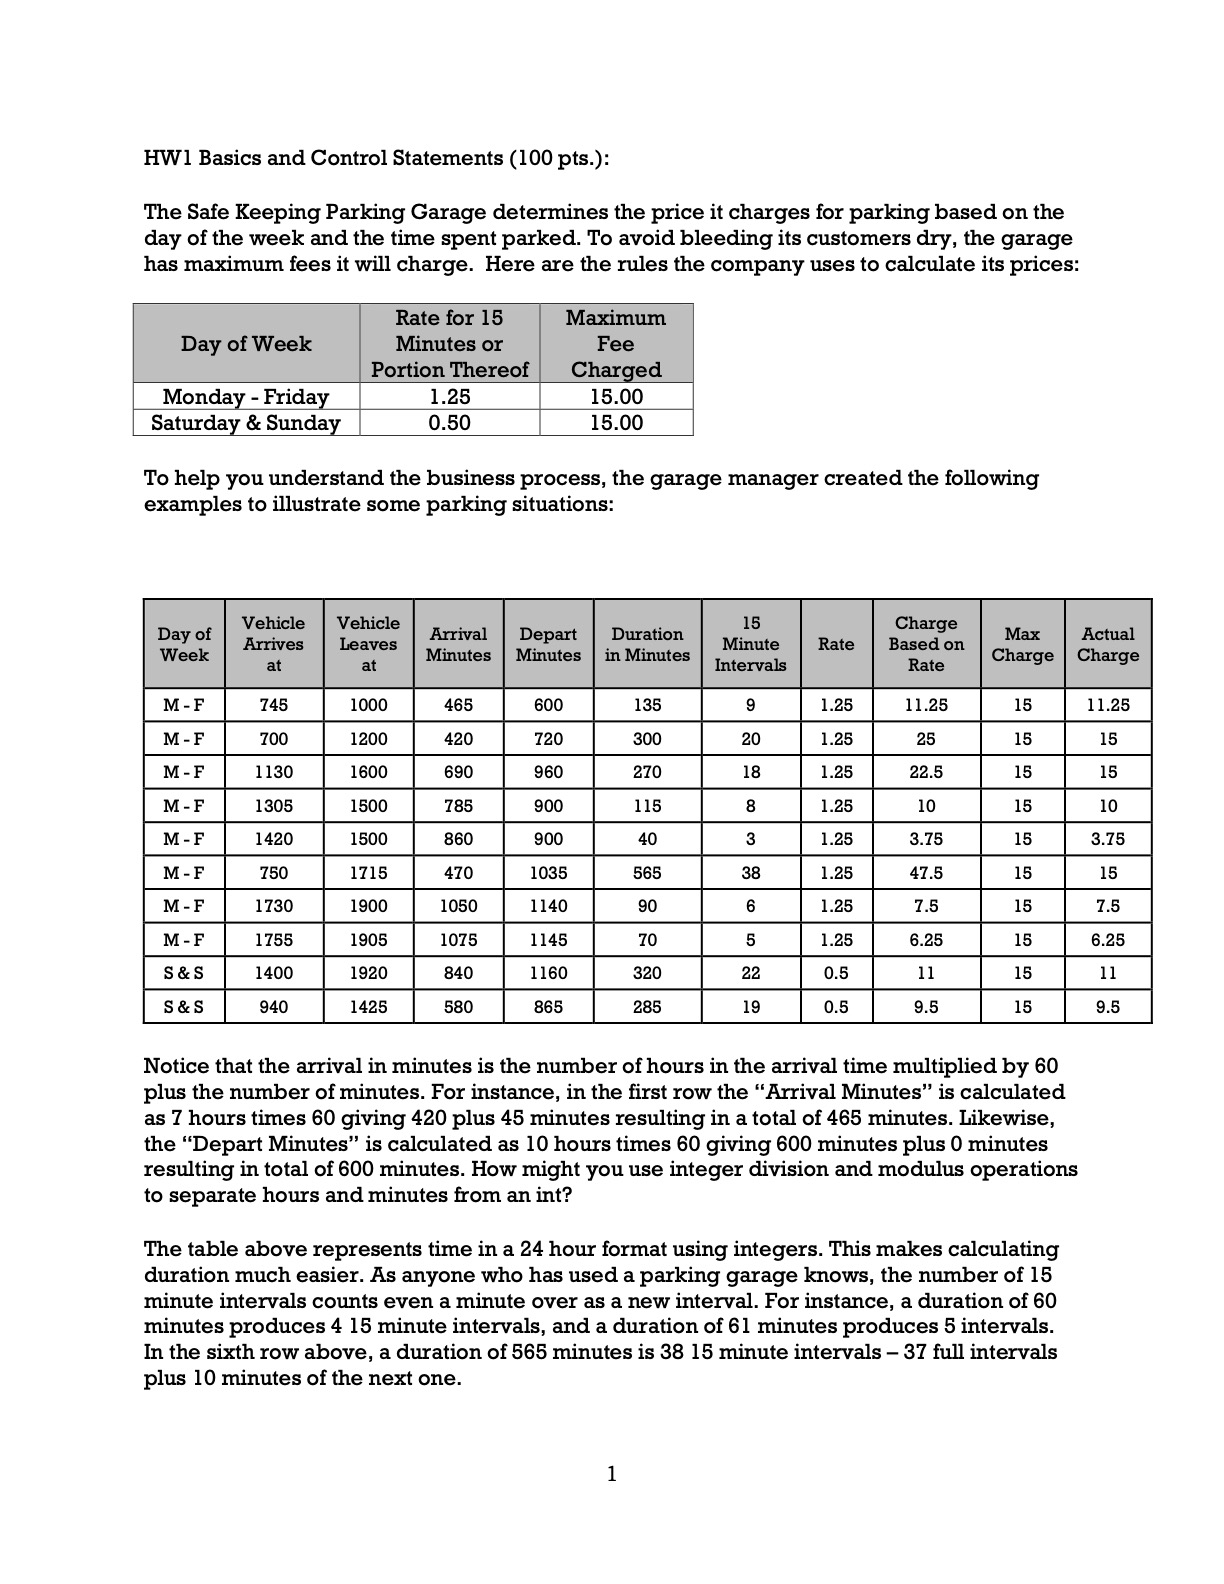 HW1 Basics and Control Statements (100 pts.):
The Safe Keeping Parking Garage determines the price it charges for parking based on the
day of the week and the time spent parked. To avoid bleeding its customers dry, the garage
has maximum fees it will charge.  Here are the rules the company uses to calculate its prices:
Day of Week Rate for 15 Minutes or Portion Thereof Maximum Fee Charged
Monday - Friday 1.25 15.00
Saturday & Sunday 0.50 15.00
To help you understand the business process, the garage manager created the following
examples to illustrate some parking situations:
Day of Week Vehicle Arrives at Vehicle Leaves at Arrival Minutes Depart Minutes Duration in Minutes 15 Minute Intervals Rate Charge Based on Rate Max Charge Actual Charge
M - F 745 1000 465 600 135 9 1.25 11.25 15 11.25
M - F 700 1200 420 720 300 20 1.25 25 15 15
M - F 1130 1600 690 960 270 18 1.25 22.5 15 15
M - F 1305 1500 785 900 115 8 1.25 10 15 10
M - F 1420 1500 860 900 40 3 1.25 3.75 15 3.75
M - F 750 1715 470 1035 565 38 1.25 47.5 15 15
M - F 1730 1900 1050 1140 90 6 1.25 7.5 15 7.5
M - F 1755 1905 1075 1145 70 5 1.25 6.25 15 6.25
S & S 1400 1920 840 1160 320 22 0.5 11 15 11
S & S 940 1425 580 865 285 19 0.5 9.5 15 9.5
Notice that the arrival in minutes is the number of hours in the arrival time multiplied by 60
plus the number of minutes. For instance, in the first row the “Arrival Minutes” is calculated
as 7 hours times 60 giving 420 plus 45 minutes resulting in a total of 465 minutes. Likewise,
the “Depart Minutes” is calculated as 10 hours times 60 giving 600 minutes plus 0 minutes
resulting in total of 600 minutes. How might you use integer division and modulus operations
to separate hours and minutes from an int?
The table above represents time in a 24 hour format using integers. This makes calculating
duration much easier. As anyone who has used a parking garage knows, the number of 15
minute intervals counts even a minute over as a new interval. For instance, a duration of 60
minutes produces 4 15 minute intervals, and a duration of 61 minutes produces 5 intervals.
In the sixth row above, a duration of 565 minutes is 38 15 minute intervals – 37 full intervals
plus 10 minutes of the next one.
1